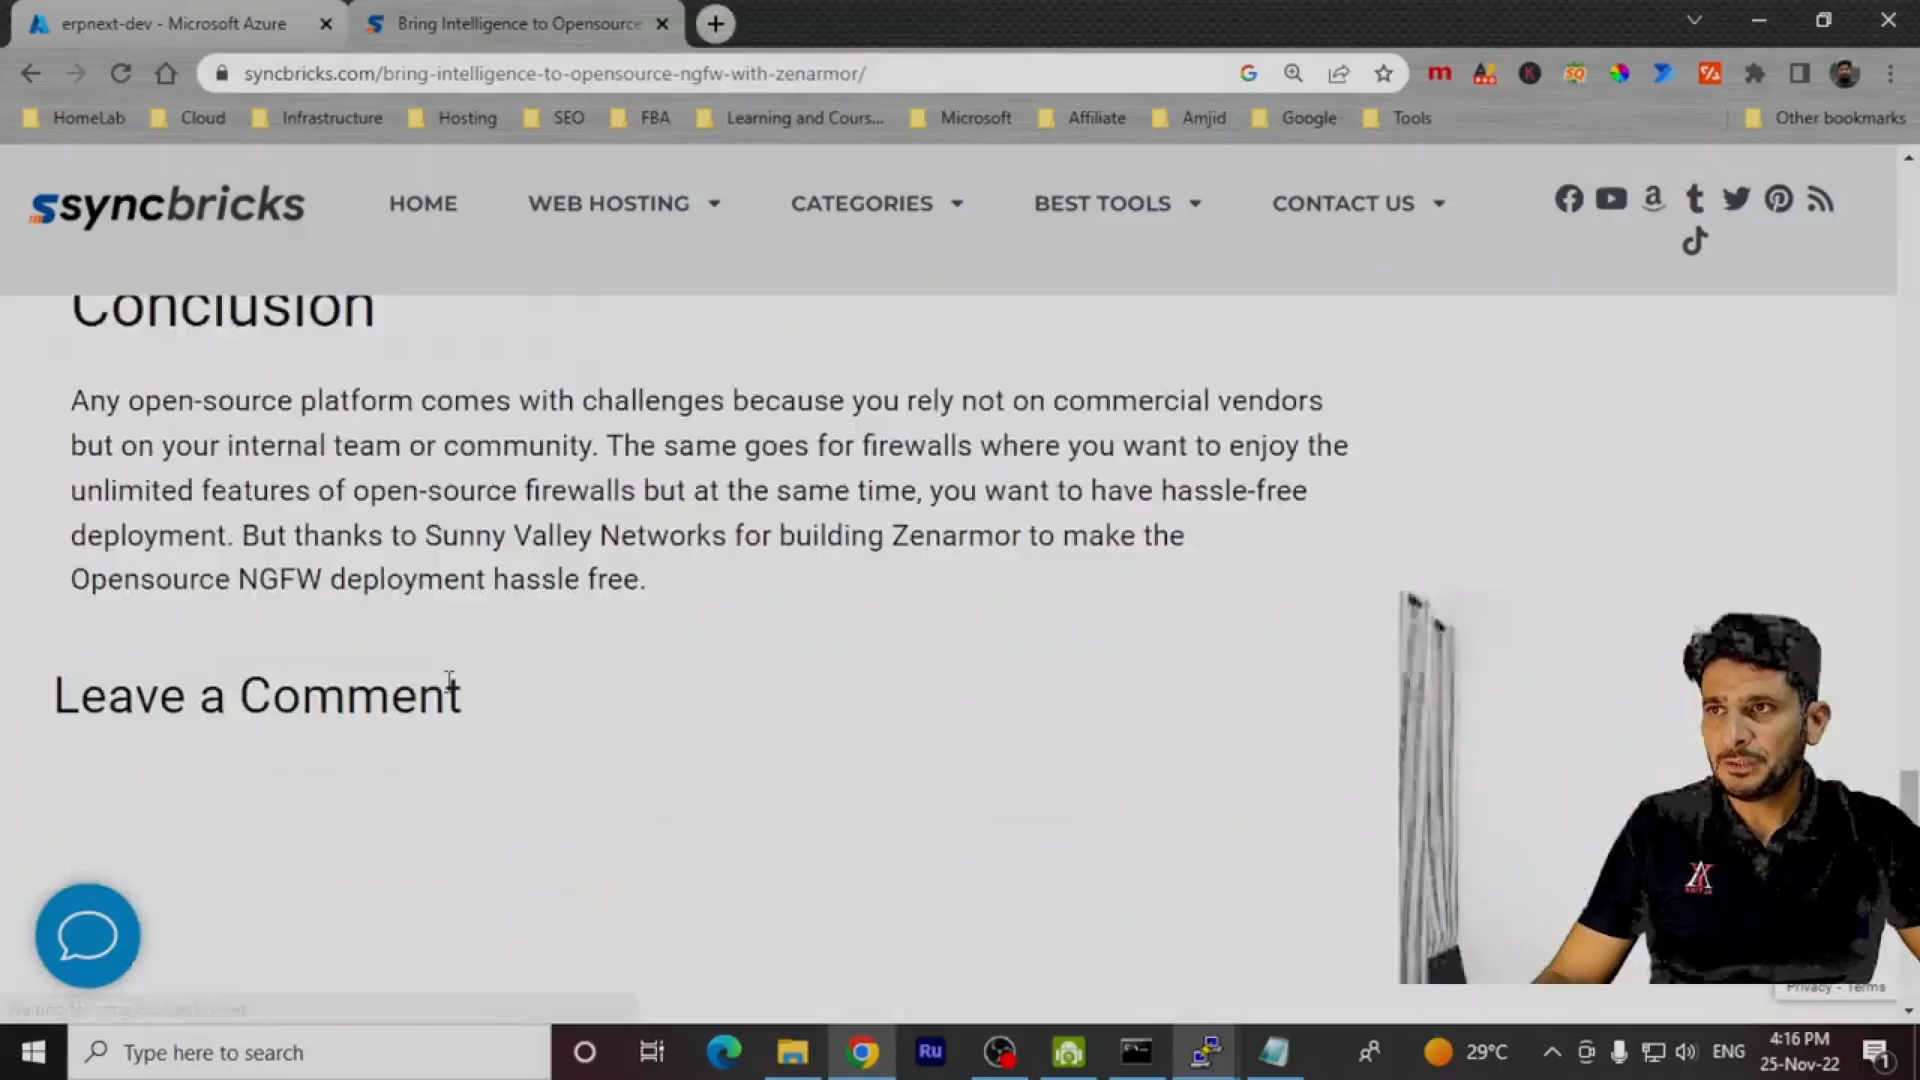 erpnext-dev - Microsoft Azure
Bring Intelligence to Opensource
syncbricks.com/bring-intelligence-to-opensource-ngfw-with-zenarmor/
HomeLab Cloud Infrastructure Hosting SEO FBA Learning and Cours... Microsoft Affiliate Amjid Google Tools Other bookmarks
syncbricks HOME WEB HOSTING CATEGORIES BEST TOOLS CONTACT US
Conclusion
Any open-source platform comes with challenges because you rely not on commercial vendors
but on your internal team or community. The same goes for firewalls where you want to enjoy the
unlimited features of open-source firewalls but at the same time, you want to have hassle-free
deployment. But thanks to Sunny Valley Networks for building Zenarmor to make the
Opensource NGFW deployment hassle free.
Leave a Comment
Privacy - Terms
Type here to search
Ru
29°C
ENG
4:16 PM
25-Nov-22
1